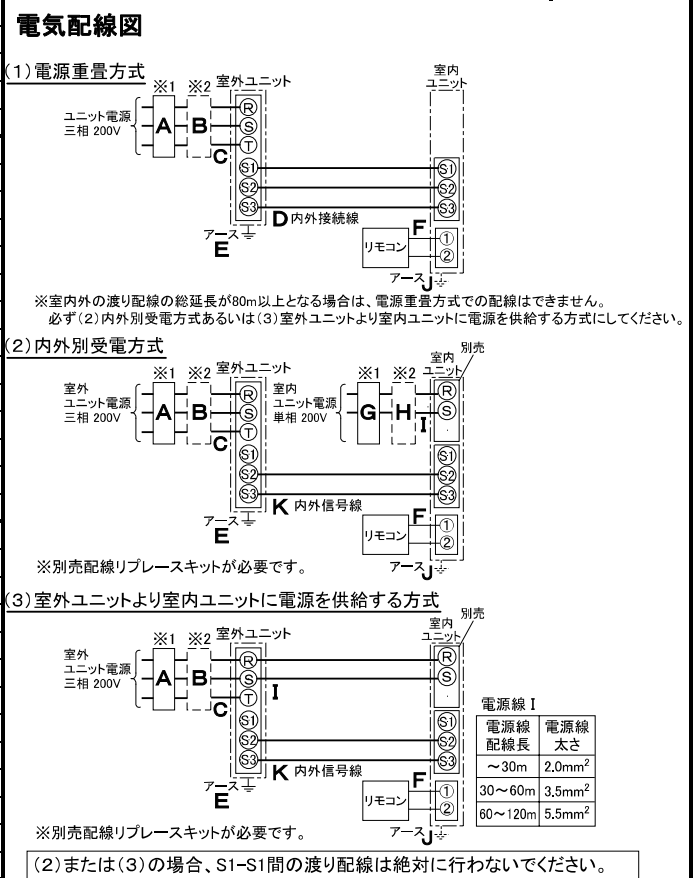 電気配線図
(1)電源重畳方式
※1 ※2 室外ユニット
室内
ユニット
ユニット電源
三相 200V
A B
C
R
S
T
S1
S2
S3
S1
S2
S3
D 内外接続線
アース
E
リモコン
F
①
②
アース J
※室内外の渡り配線の総延長が80m以上となる場合は、電源重畳方式での配線はできません。
必ず(2)内外別受電方式あるいは(3)室外ユニットより室内ユニットに電源を供給する方式にしてください。
(2)内外別受電方式
※1 ※2 室外ユニット
室外
ユニット電源
三相 200V
A B
C
R
S
T
S1
S2
S3
室内
ユニット電源
単相 200V
※1 ※2
G H
I
室内
ユニット
別売
R
S
S1
S2
S3
K 内外信号線
アース
E
リモコン
F
①
②
アース J
※別売配線リプレースキットが必要です。
(3)室外ユニットより室内ユニットに電源を供給する方式
※1 ※2 室外ユニット
室外
ユニット電源
三相 200V
A B
C
R
S
T
S1
S2
S3
I
室内
ユニット
別売
R
S
S1
S2
S3
K 内外信号線
アース
E
リモコン
F
①
②
アース J
電源線 I
電源線
配線長
電源線
太さ
～30m 2.0mm²
30～60m 3.5mm²
60～120m 5.5mm²
※別売配線リプレースキットが必要です。
(2)または(3)の場合、S1-S1間の渡り配線は絶対に行わないでください。